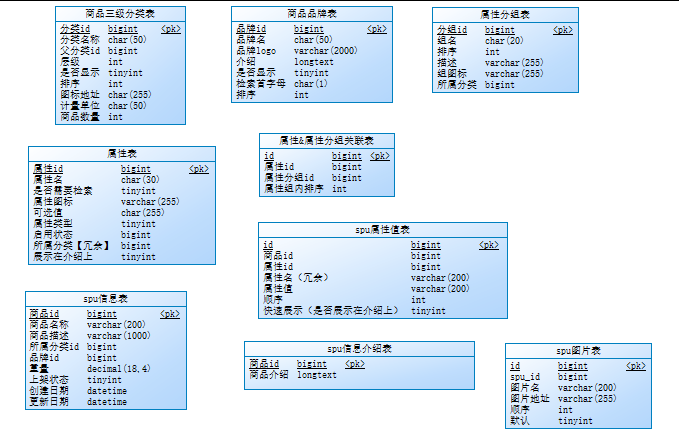 商品三级分类表
分类id bigint <pk>
分类名称 char(50)
父分类id bigint
层级 int
是否显示 tinyint
排序 int
图标地址 char(255)
计量单位 char(50)
商品数量 int
商品品牌表
品牌id bigint <pk>
品牌名 char(50)
品牌logo varchar(2000)
介绍 longtext
是否显示 tinyint
检索首字母 char(1)
排序 int
属性分组表
分组id bigint <pk>
组名 char(20)
排序 int
描述 varchar(255)
组图标 varchar(255)
所属分类 bigint
属性表
属性id bigint <pk>
属性名 char(30)
是否需要检索 tinyint
属性图标 varchar(255)
可选值 char(255)
属性类型 tinyint
启用状态 bigint
所属分类【冗余】 bigint
展示在介绍上 tinyint
属性&属性分组关联表
id bigint <pk>
属性id bigint
属性分组id bigint
属性组内排序 int
spu属性值表
id bigint <pk>
商品id bigint
属性id bigint
属性名（冗余） varchar(200)
属性值 varchar(200)
顺序 int
快速展示（是否展示在介绍上） tinyint
spu信息表
商品id bigint <pk>
商品名称 varchar(200)
商品描述 varchar(1000)
所属分类id bigint
品牌id bigint
重量 decimal(18,4)
上架状态 tinyint
创建日期 datetime
更新日期 datetime
spu信息介绍表
商品id bigint <pk>
商品介绍 longtext
spu图片表
id bigint <pk>
spu_id bigint
图片名 varchar(200)
图片地址 varchar(255)
顺序 int
默认 tinyint